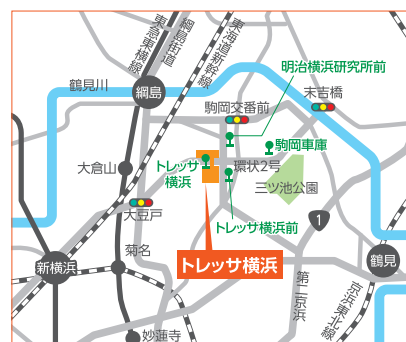 東急東横線
綱島街道
東海道新幹線
明治横浜研究所前
鶴見川
綱島
末吉橋
駒岡交番前
駒岡車庫
大倉山
トレッサ
横浜
環状2号
三ツ池公園
大豆戸
トレッサ横浜前
1
菊名
新横浜
トレッサ横浜
鶴見
第二京浜
京浜東北線
妙蓮寺